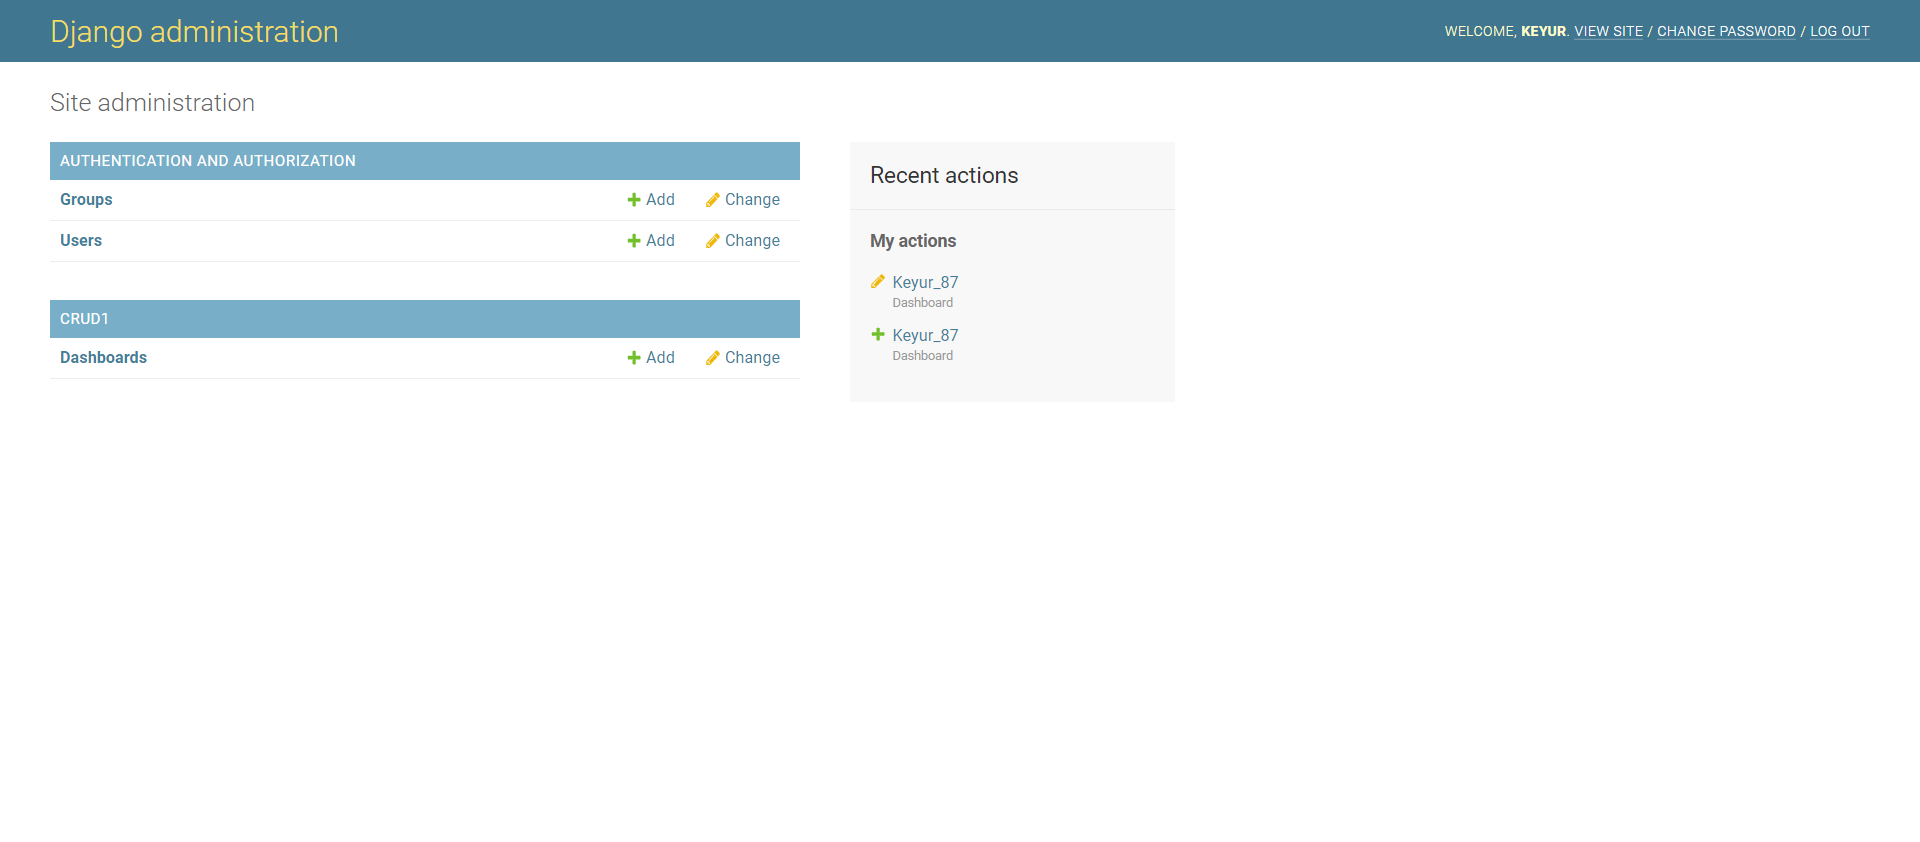 Django administration
WELCOME, KEYUR. VIEW SITE / CHANGE PASSWORD / LOG OUT
Site administration
AUTHENTICATION AND AUTHORIZATION
Groups Add Change
Users Add Change
CRUD1
Dashboards Add Change
Recent actions
My actions
Keyur_87
Dashboard
Keyur_87
Dashboard